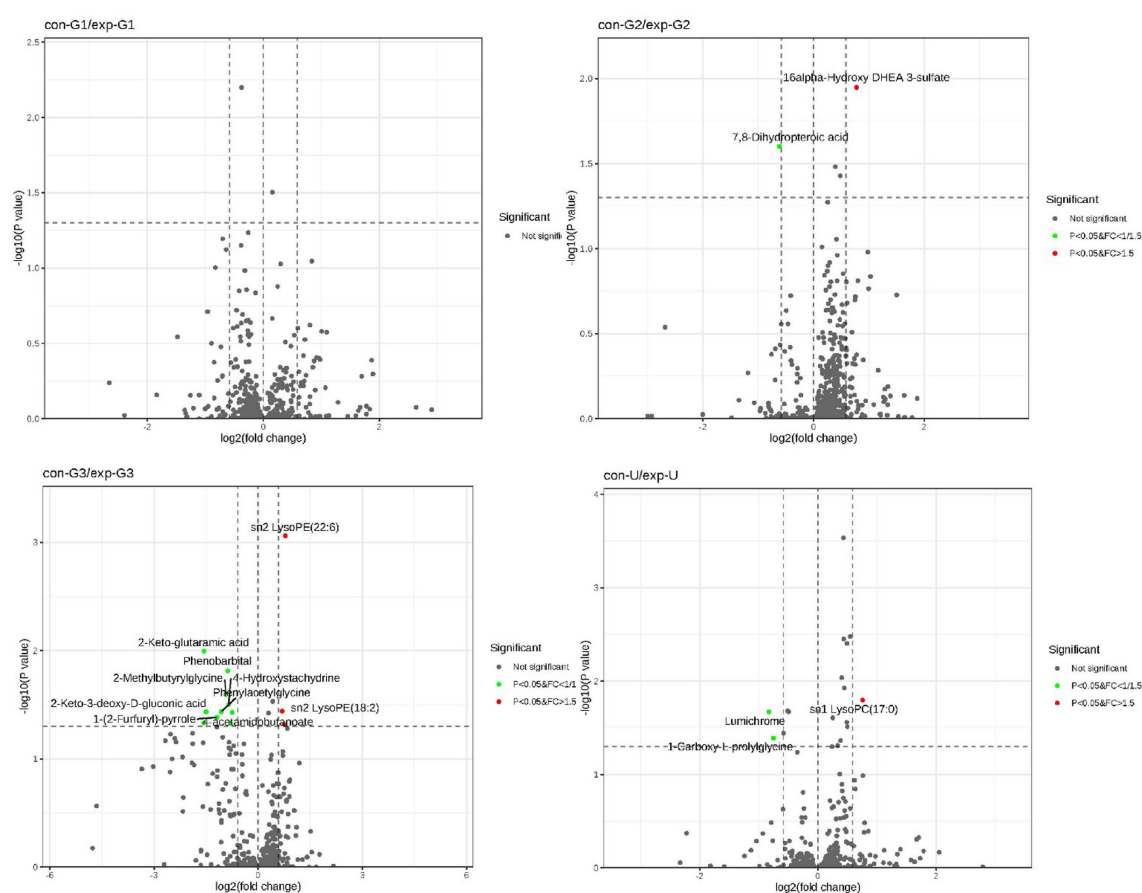 con-G1/exp-G1
2.5
2.0
1.5
1.0
0.5
0.0
-log10(P value)
-2
0
2
log2(fold change)
Significant
Not signifi
con-G2/exp-G2
16alpha-Hydroxy DHEA 3-sulfate
7,8-Dihydropteroic acid
2.0
1.5
1.0
0.5
0.0
-log10(P value)
-2
0
2
log2(fold change)
Significant
Not significant
P<0.05&FC<1/1.5
P<0.05&FC>1.5
con-G3/exp-G3
sn2 LysoPE(22:6)
2-Keto-glutaramic acid
Phenobarbital
2-Methylbutyrylglycine
4-Hydroxystachydrine
Phenylacetylglycine
2-Keto-3-deoxy-D-gluconic acid
sn2 LysoPE(18:2)
1-(2-Furfuryl)-pyrrole
3
2
1
0
-log10(P value)
-6
-3
0
3
6
log2(fold change)
Significant
Not significant
P<0.05&FC<1/1
P<0.05&FC>1.5
con-U/exp-U
sn1 LysoPC(17:0)
Lumichrome
1-Carboxy-L-prolylglycine
4
3
2
1
0
-log10(P value)
-2
0
2
log2(fold change)
Significant
Not significant
P<0.05&FC<1/1.5
P<0.05&FC>1.5